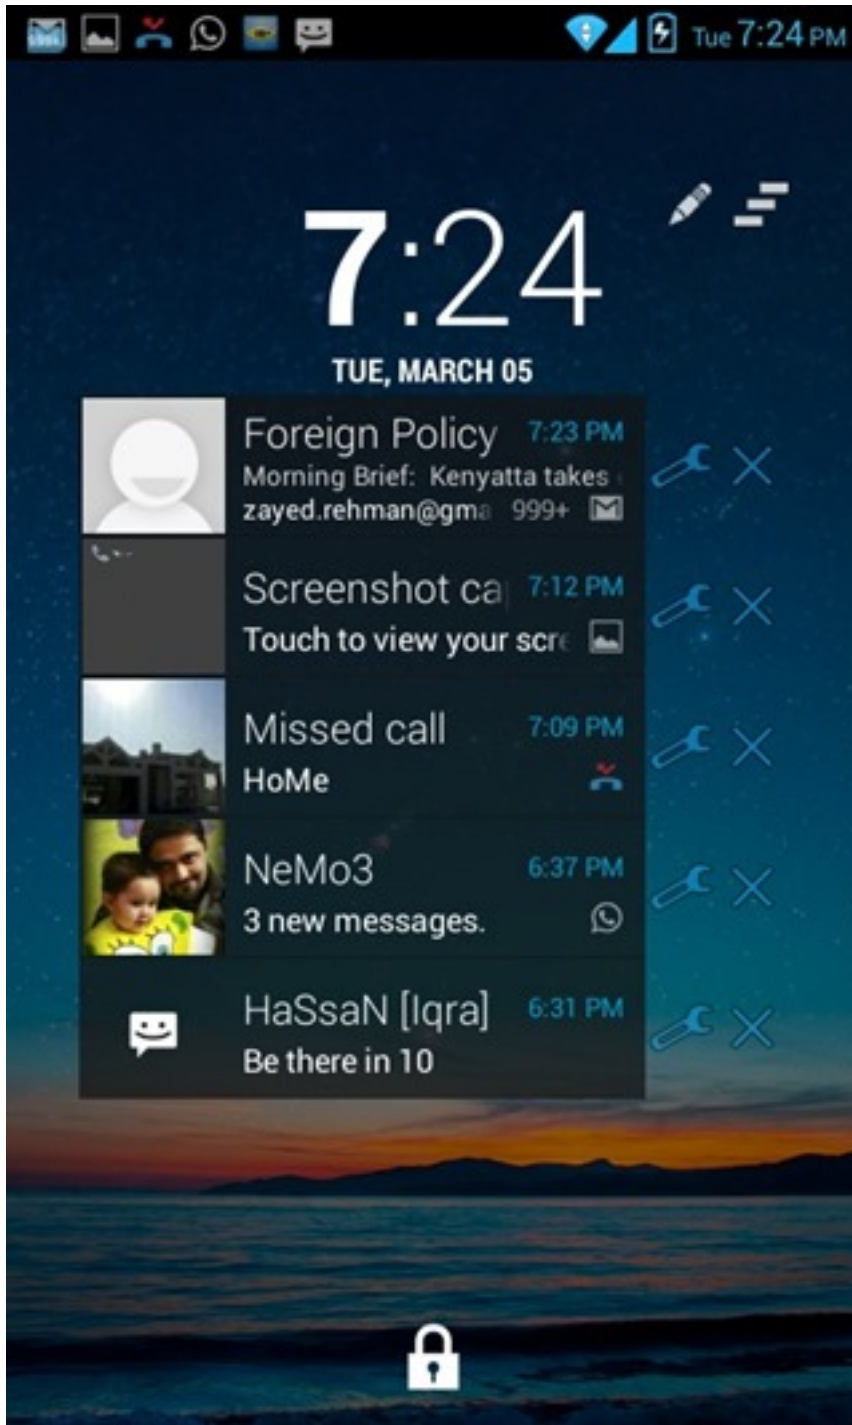 Tue 7:24 PM
7:24
TUE, MARCH 05
Foreign Policy 7:23 PM
Morning Brief: Kenyatta takes
zayed.rehman@gma 999+
Screenshot ca 7:12 PM
Touch to view your scre
Missed call 7:09 PM
HoMe
NeMo3 6:37 PM
3 new messages.
HaSsaN [Iqra] 6:31 PM
Be there in 10